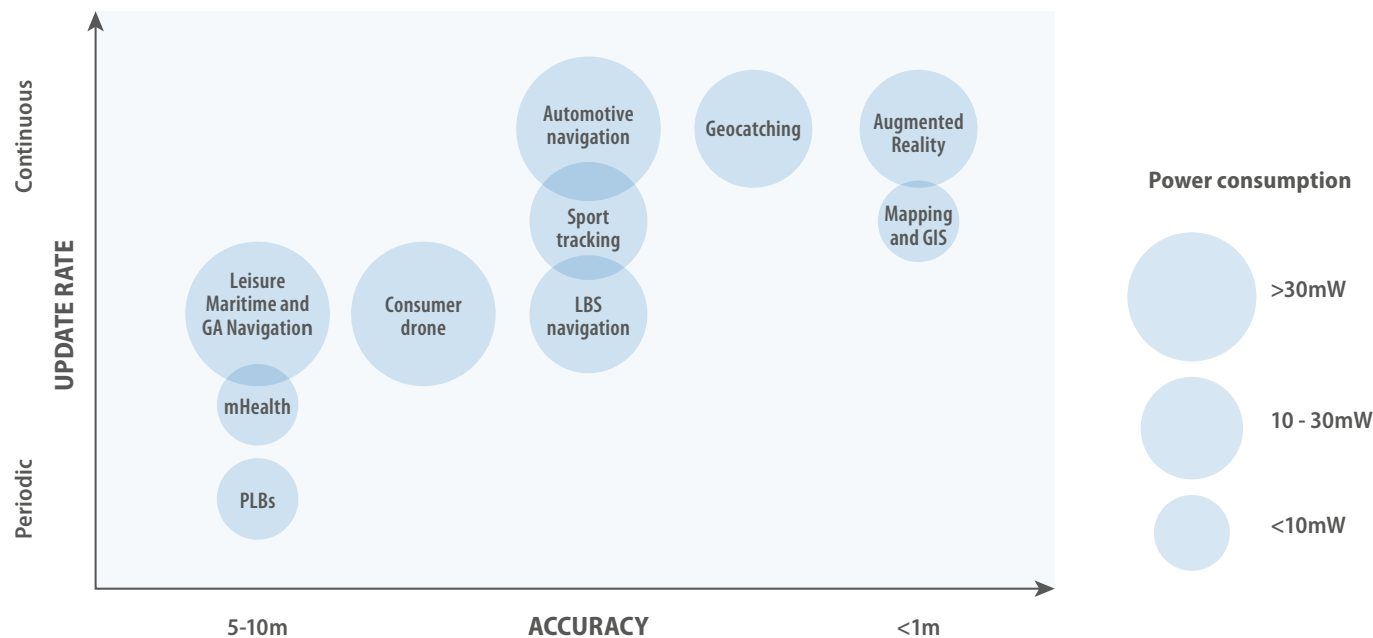 Continuous
UPDATE RATE
Periodic
Automotive
navigation
Geocatching
Augmented
Reality
Sport
tracking
Mapping
and GIS
Leisure
Maritime and
GA Navigation
Consumer
drone
LBS
navigation
mHealth
PLBs
5-10m
ACCURACY
<1m
Power consumption
>30mW
10 - 30mW
<10mW